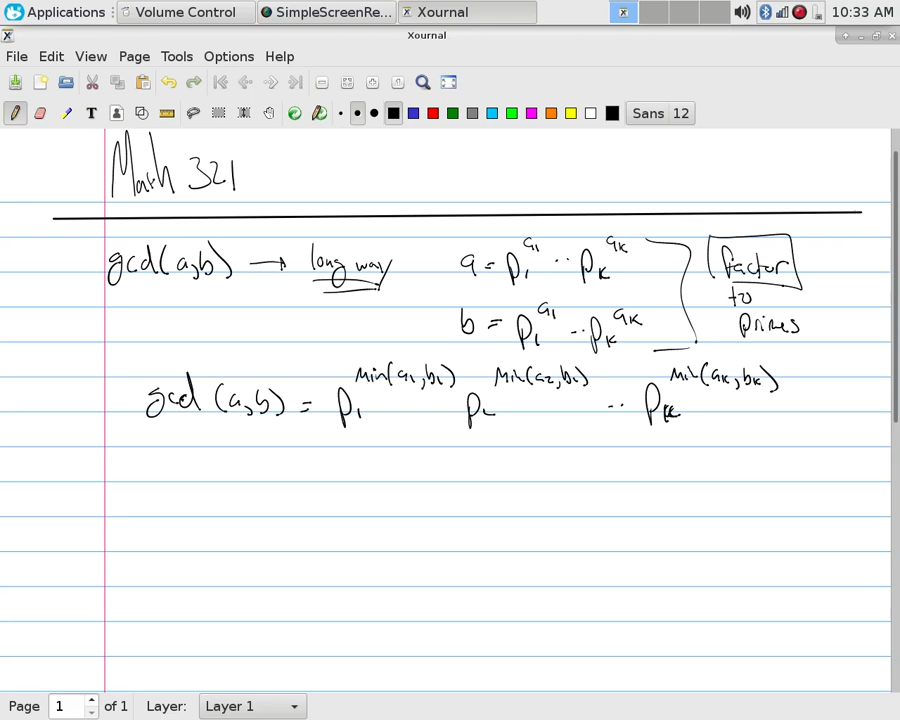 Applications Volume Control SimpleScreenRe... Xournal 10:33 AM
Xournal
File Edit View Page Tools Options Help
T Sans 12
Math 321
gcd(a,b) → long way a = p₁^a₁ ·· pₖ^aₖ factor
to
b = p₁^a₁ ·· pₖ^aₖ primes
gcd (a,b) = p₁^min(a₁,b₁) p₂^min(a₂,b₂) ·· pₖ^min(aₖ,bₖ)
Page 1 of 1 Layer: Layer 1